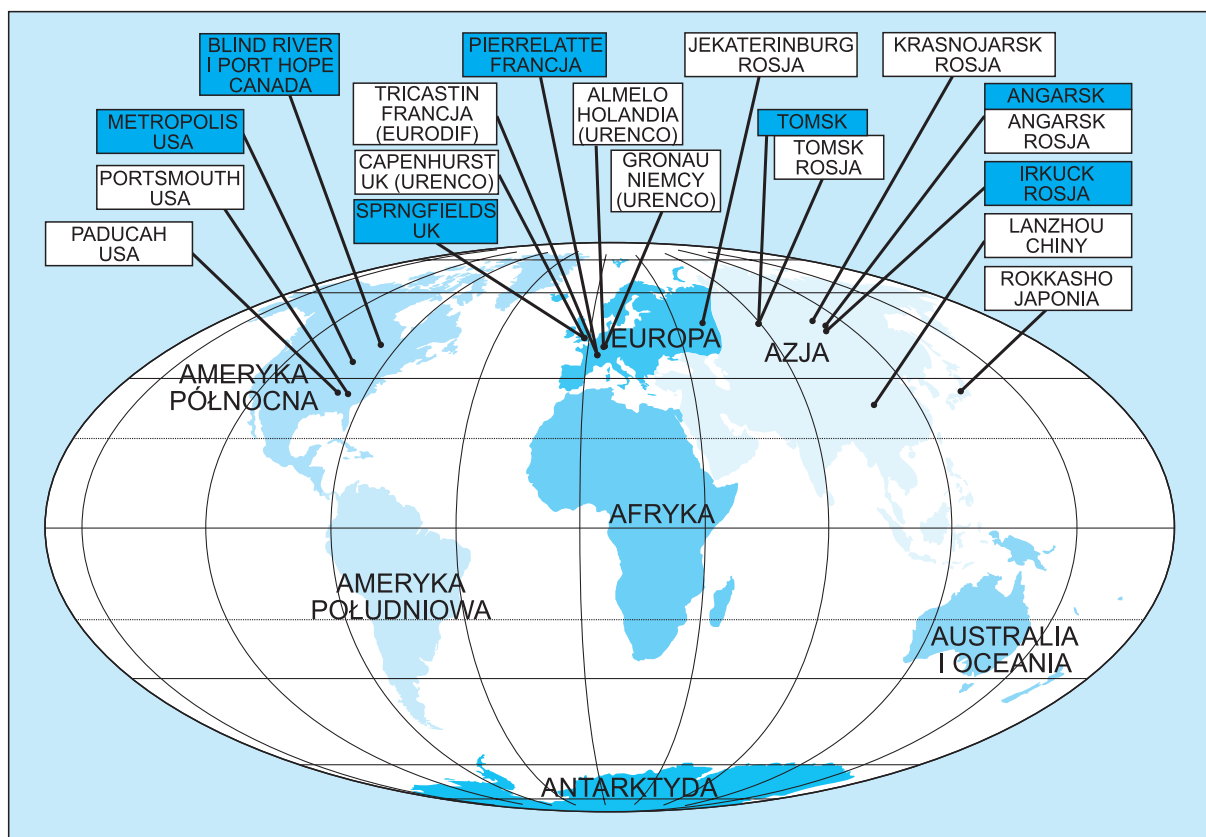 BLIND RIVER
I PORT HOPE
CANADA
METROPOLIS
USA
PORTSMOUTH
USA
PADUCAH
USA
PIERRELATTE
FRANCJA
TRICASTIN
FRANCJA
(EURODIF)
CAPENHURST
UK (URENCO)
SPRNGFIELDS
UK
ALMELO
HOLANDIA
(URENCO)
GRONAU
NIEMCY
(URENCO)
JEKATERINBURG
ROSJA
TOMSK
TOMSK
ROSJA
KRASNOJARSK
ROSJA
ANGARSK
ANGARSK
ROSJA
IRKUCK
ROSJA
LANZHOU
CHINY
ROKKASHO
JAPONIA
AMERYKA
PÓŁNOCNA
EUROPA
AZJA
AFRYKA
AMERYKA
POŁUDNIOWA
AUSTRALIA
I OCEANIA
ANTARKTYDA